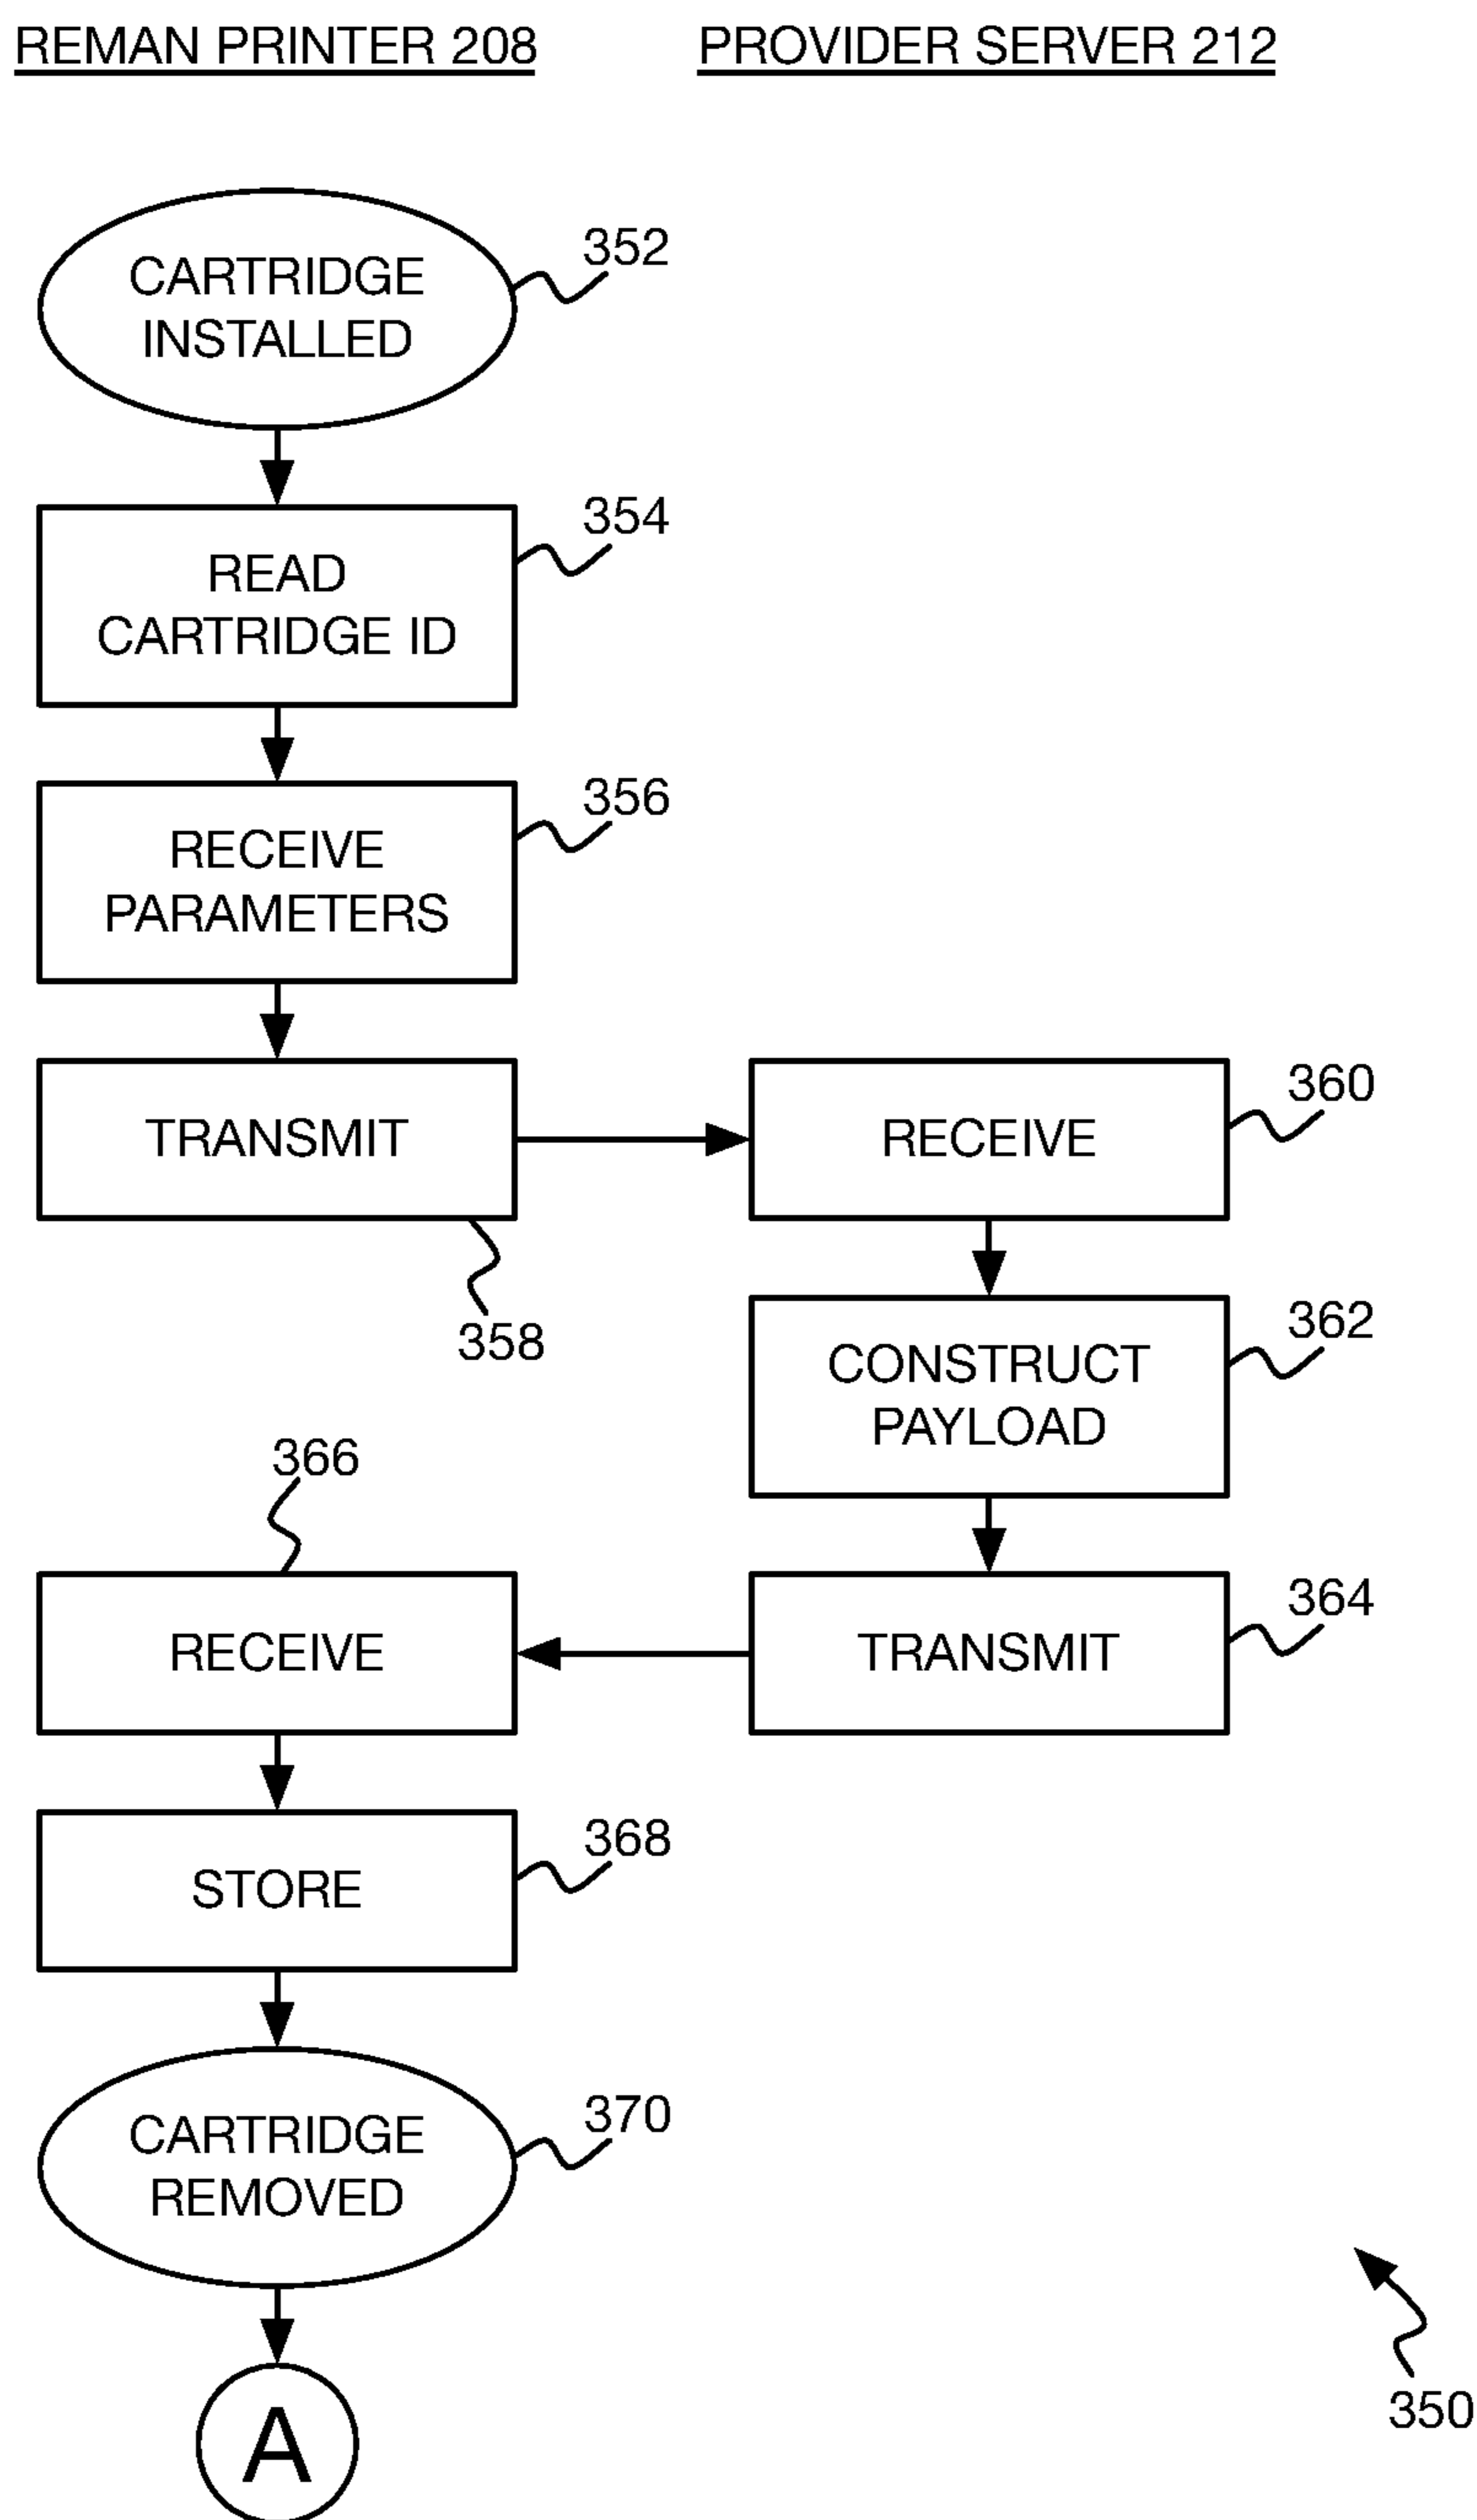 REMAN PRINTER 208
PROVIDER SERVER 212
CARTRIDGE
INSTALLED
352
READ
CARTRIDGE ID
354
RECEIVE
PARAMETERS
356
TRANSMIT
358
RECEIVE
360
CONSTRUCT
PAYLOAD
362
TRANSMIT
364
366
RECEIVE
STORE
368
CARTRIDGE
REMOVED
370
A
350